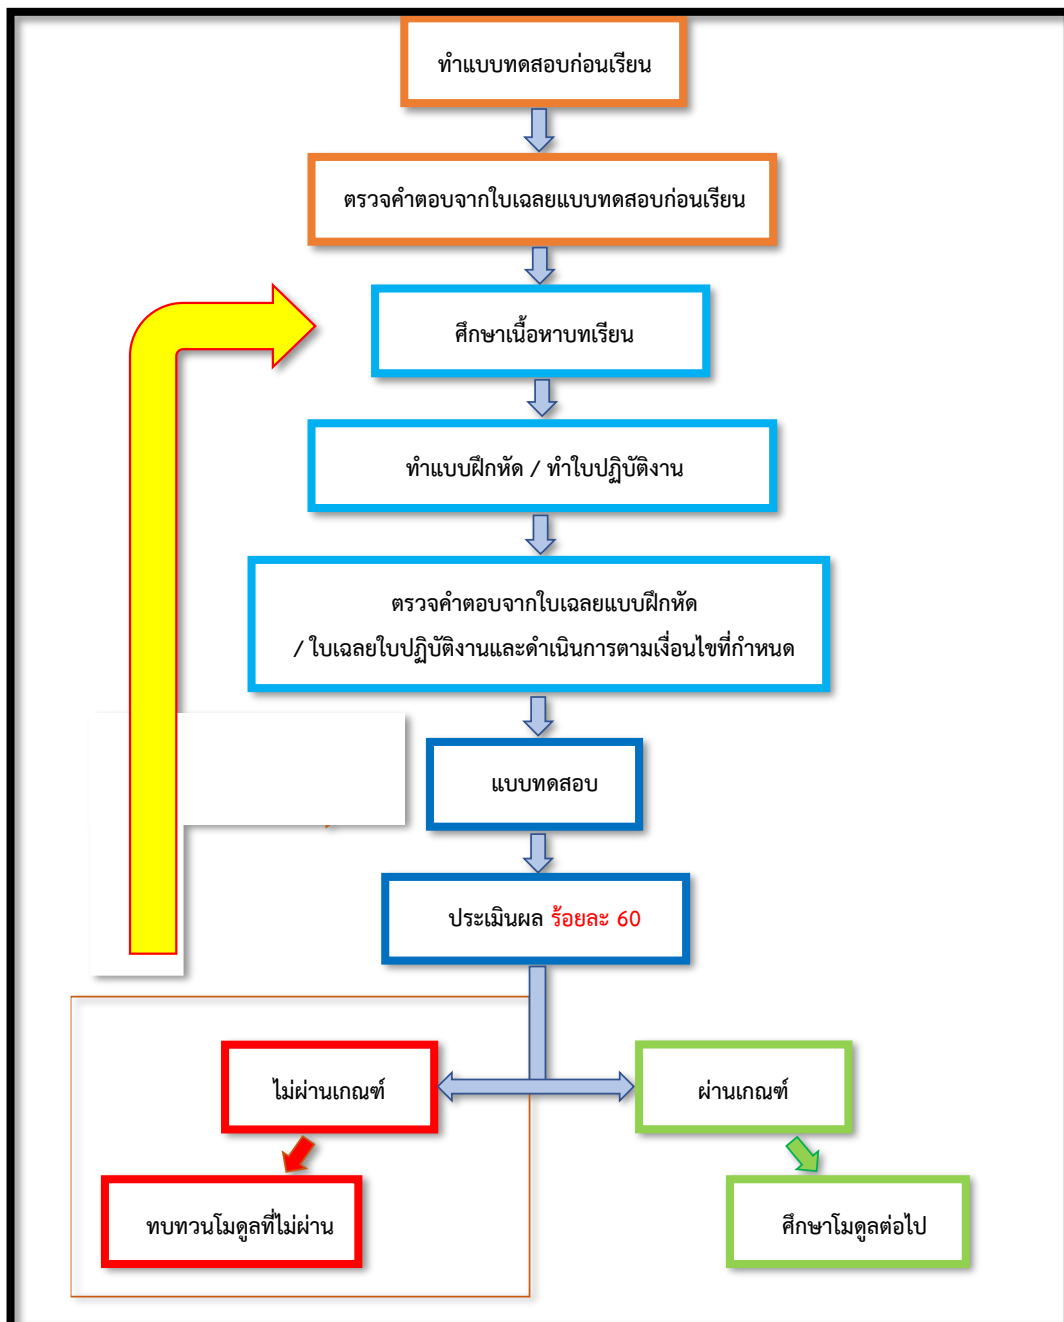 ทำแบบทดสอบก่อนเรียน
ตรวจคำตอบจากใบเฉลยแบบทดสอบก่อนเรียน
ศึกษาเนื้อหาบทเรียน
ทำแบบฝึกหัด / ทำใบปฏิบัติงาน
ตรวจคำตอบจากใบเฉลยแบบฝึกหัด
/ ใบเฉลยใบปฏิบัติงานและดำเนินการตามเงื่อนไขที่กำหนด
แบบทดสอบ
ประเมินผล ร้อยละ 60
ไม่ผ่านเกณฑ์
ผ่านเกณฑ์
ทบทวนโมดูลที่ไม่ผ่าน
ศึกษาโมดูลต่อไป